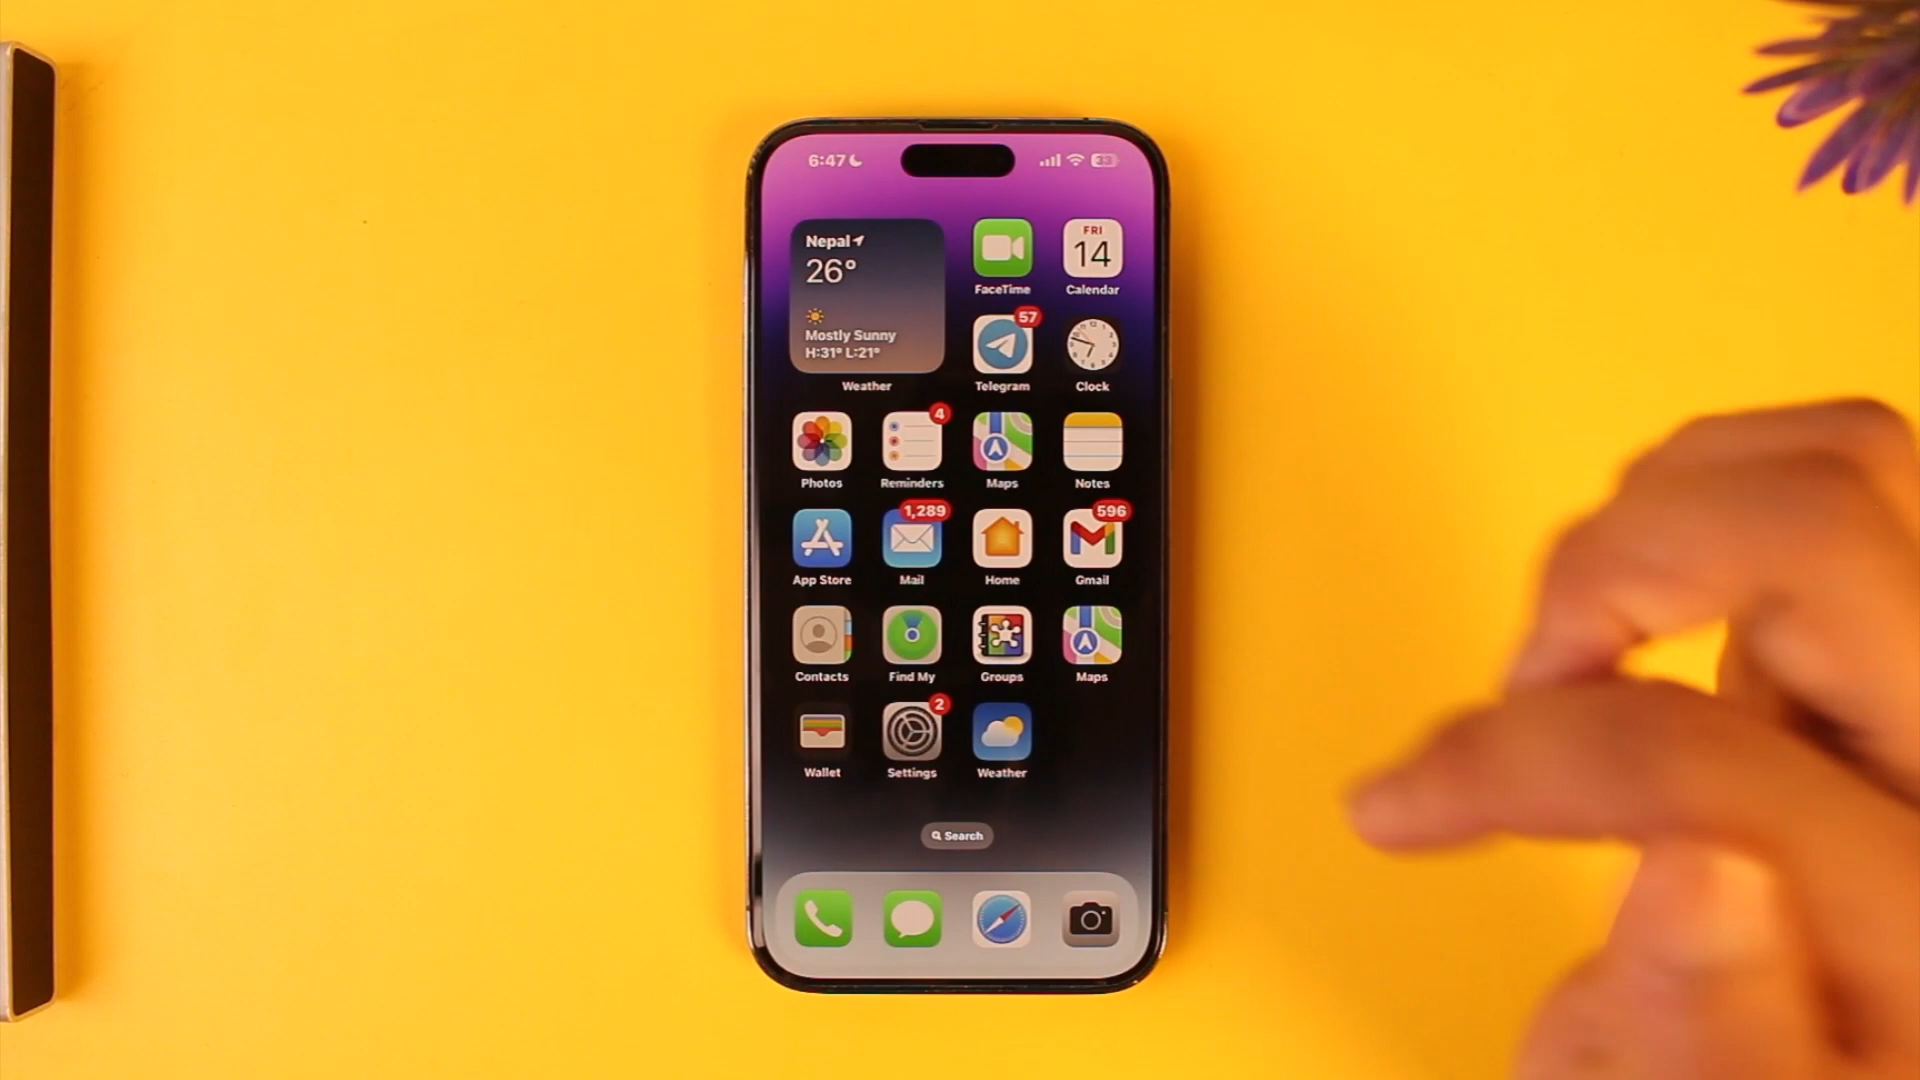 6:47
33
Nepal
26°
Mostly Sunny
H:31° L:21°
Weather
FaceTime
FRI
14
Calendar
57
Telegram
Clock
Photos
4
Reminders
Maps
Notes
App Store
1,289
Mail
Home
596
Gmail
Contacts
Find My
Groups
Maps
Wallet
2
Settings
Weather
Search